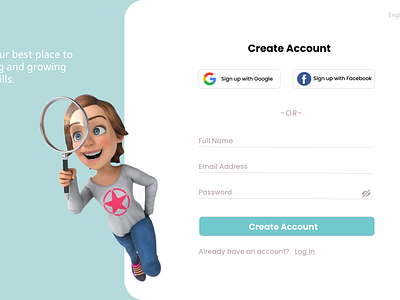 ur best place to
g and growing
ills.
Engl
Create Account
Sign up with Google
Sign up with Facebook
-OR-
Full Name
Email Address
Password
Create Account
Already have an account? Log in